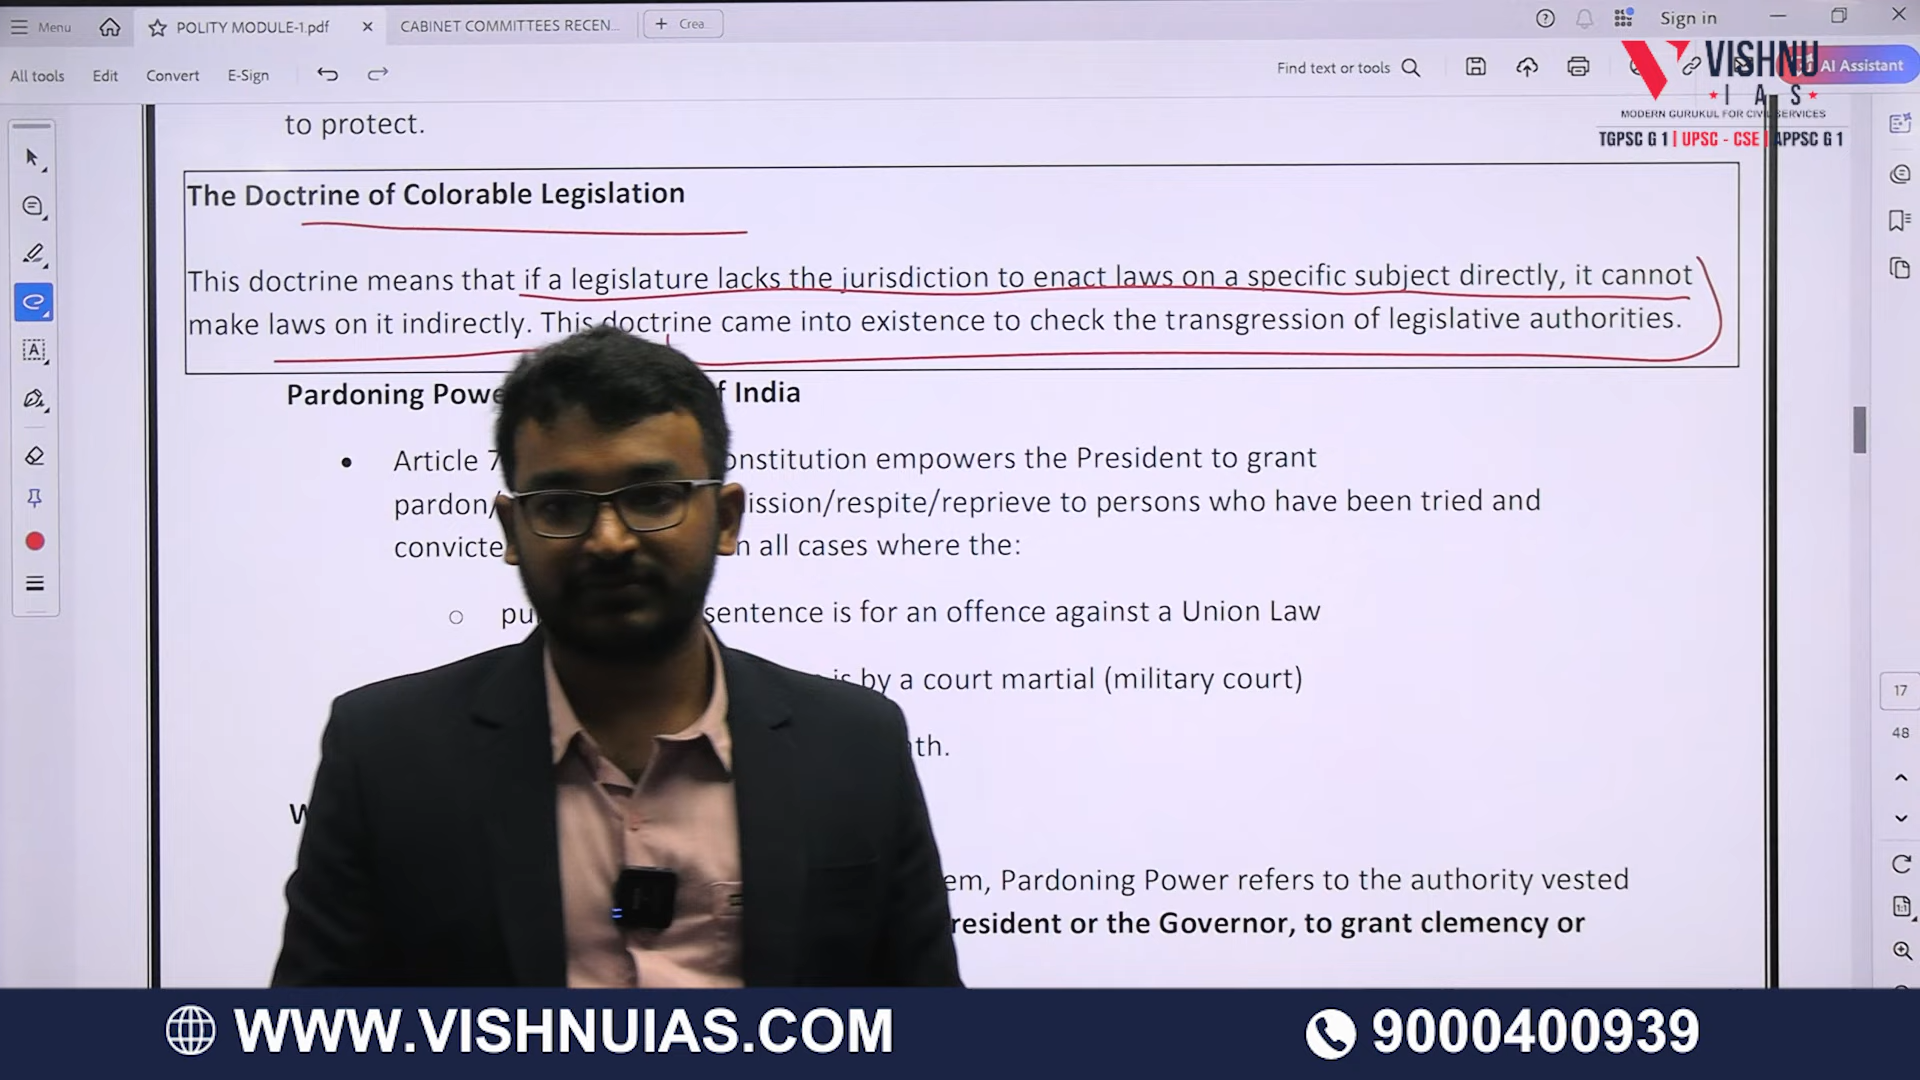 Menu
POLITY MODULE-1.pdf
CABINET COMMITTEES RECEN...
+ Crea...
Sign in
All tools
Edit
Convert
E-Sign
Find text or tools
AI Assistant
VISHNU
I A S
MODERN GURUKUL FOR CIVIL SERVICES
TGPSC G 1 | UPSC - CSE | APPSC G 1
to protect.
The Doctrine of Colorable Legislation
This doctrine means that if a legislature lacks the jurisdiction to enact laws on a specific subject directly, it cannot
make laws on it indirectly. This doctrine came into existence to check the transgression of legislative authorities.
Pardoning of India
Article onstitution empowers the President to grant
pardon/ ission/respite/reprieve to persons who have been tried and
convicte n all cases where the:
sentence is for an offence against a Union Law
is by a court martial (military court)
em, Pardoning Power refers to the authority vested
resident or the Governor, to grant clemency or
17
48
WWW.VISHNUIAS.COM
9000400939